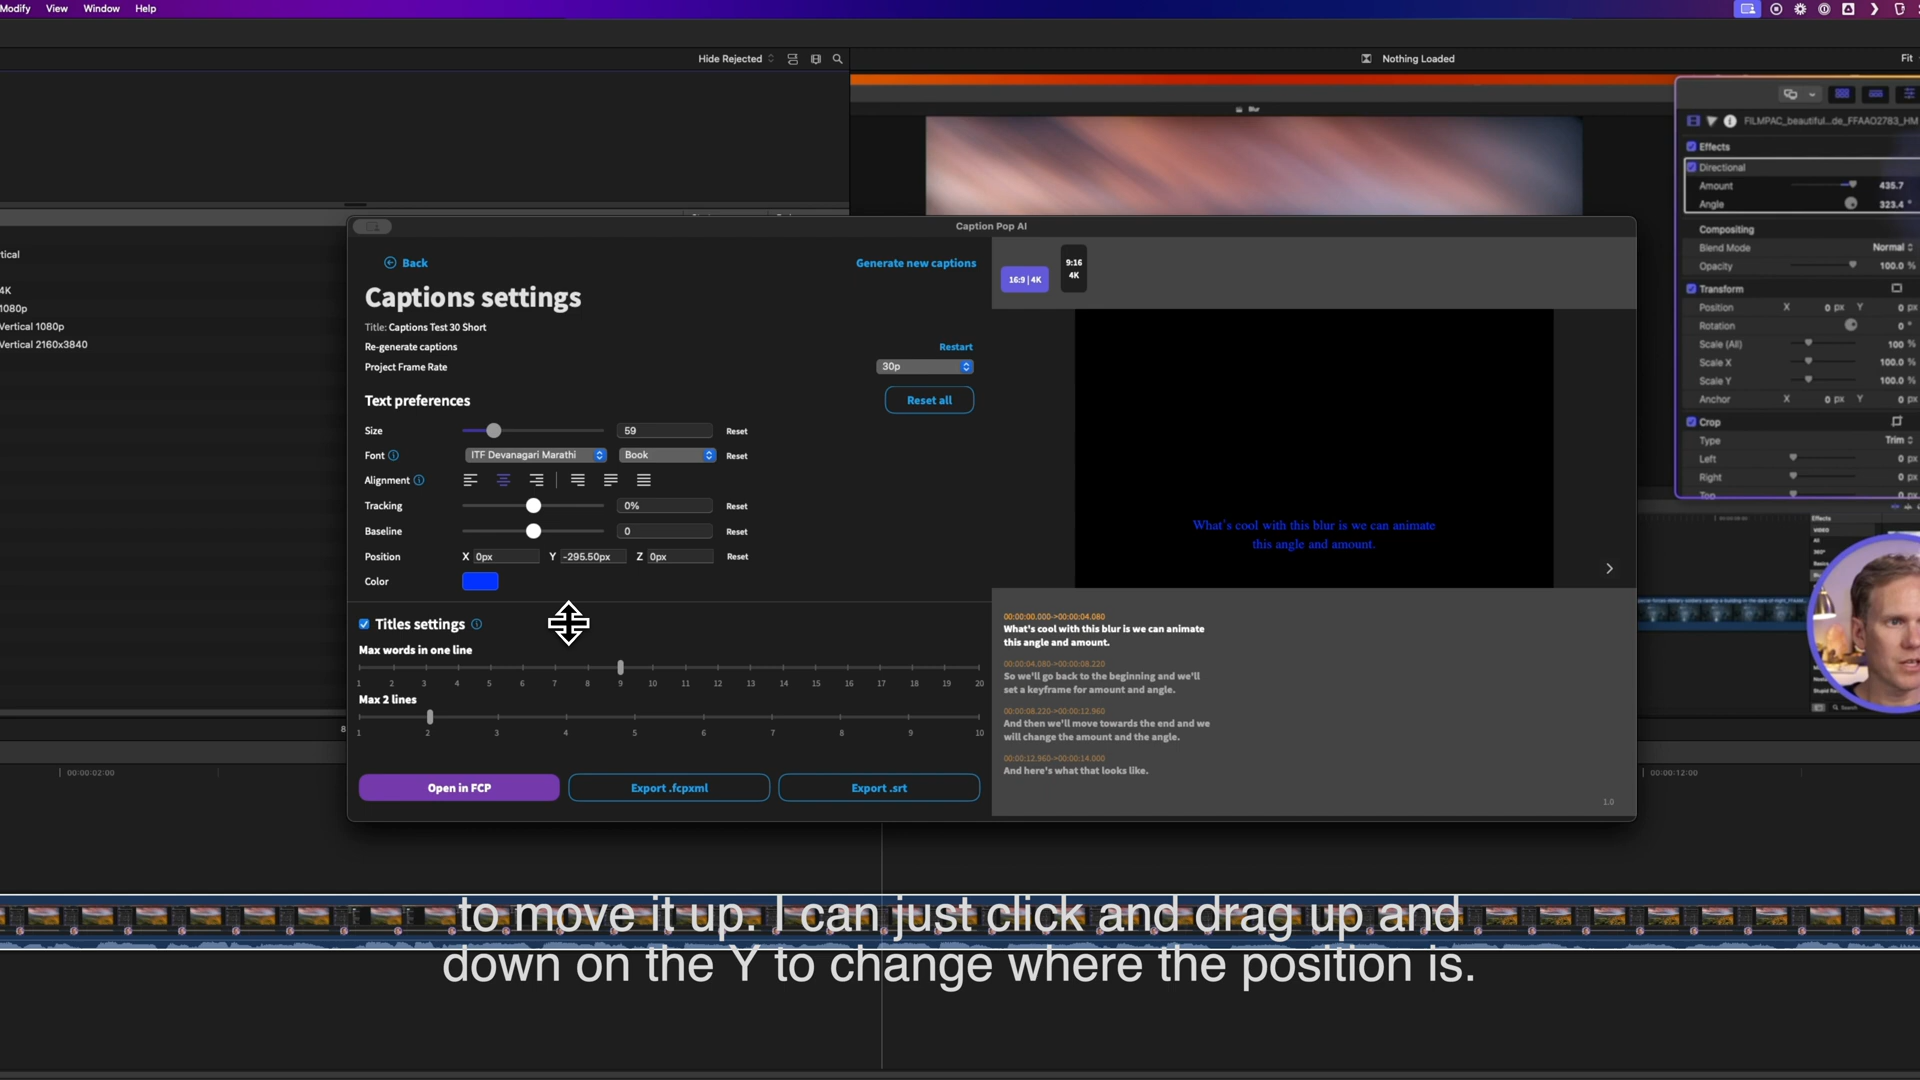 Modify View Window Help
Hide Rejected
Nothing Loaded
Fit
Blur
FILMPAC_beautiful...de_FFAA02783_HM
Effects
Directional
Amount 435.7
Angle 323.4 °
Compositing
Blend Mode Normal
Opacity 100.0 %
Transform
Position X 0 px Y 0 px
Rotation 0 °
Scale (All) 100 %
Scale X 100.0 %
Scale Y 100.0 %
Anchor X 0 px Y 0 px
Crop
Type Trim
Left 0 px
Right 0 px
Top 0 px
tical
4K
1080p
Vertical 1080p
Vertical 2160x3840
Caption Pop AI
Back
Generate new captions
Captions settings
Title: Captions Test 30 Short
Re-generate captions Restart
Project Frame Rate 30p
Text preferences Reset all
Size 59 Reset
Font ITF Devanagari Marathi Book Reset
Alignment
Tracking 0% Reset
Baseline 0 Reset
Position X 0px Y -295.50px Z 0px Reset
Color
Titles settings
Max words in one line
1 2 3 4 5 6 7 8 9 10 11 12 13 14 15 16 17 18 19 20
Max 2 lines
1 2 3 4 5 6 7 8 9 10
Open in FCP
Export .fcpxml
Export .srt
16:9 | 4K
9:16
4K
What's cool with this blur is we can animate
this angle and amount.
00:00:00.000->00:00:04.080
What's cool with this blur is we can animate
this angle and amount.
00:00:04.080->00:00:08.220
So we'll go back to the beginning and we'll
set a keyframe for amount and angle.
00:00:08.220->00:00:12.960
And then we'll move towards the end and we
will change the amount and the angle.
00:00:12.960->00:00:14.000
And here's what that looks like.
1.0
Effects
VIDEO
All
360°
8
00:00:02:00
00:00:12:00
to move it up. I can just click and drag up and
down on the Y to change where the position is.